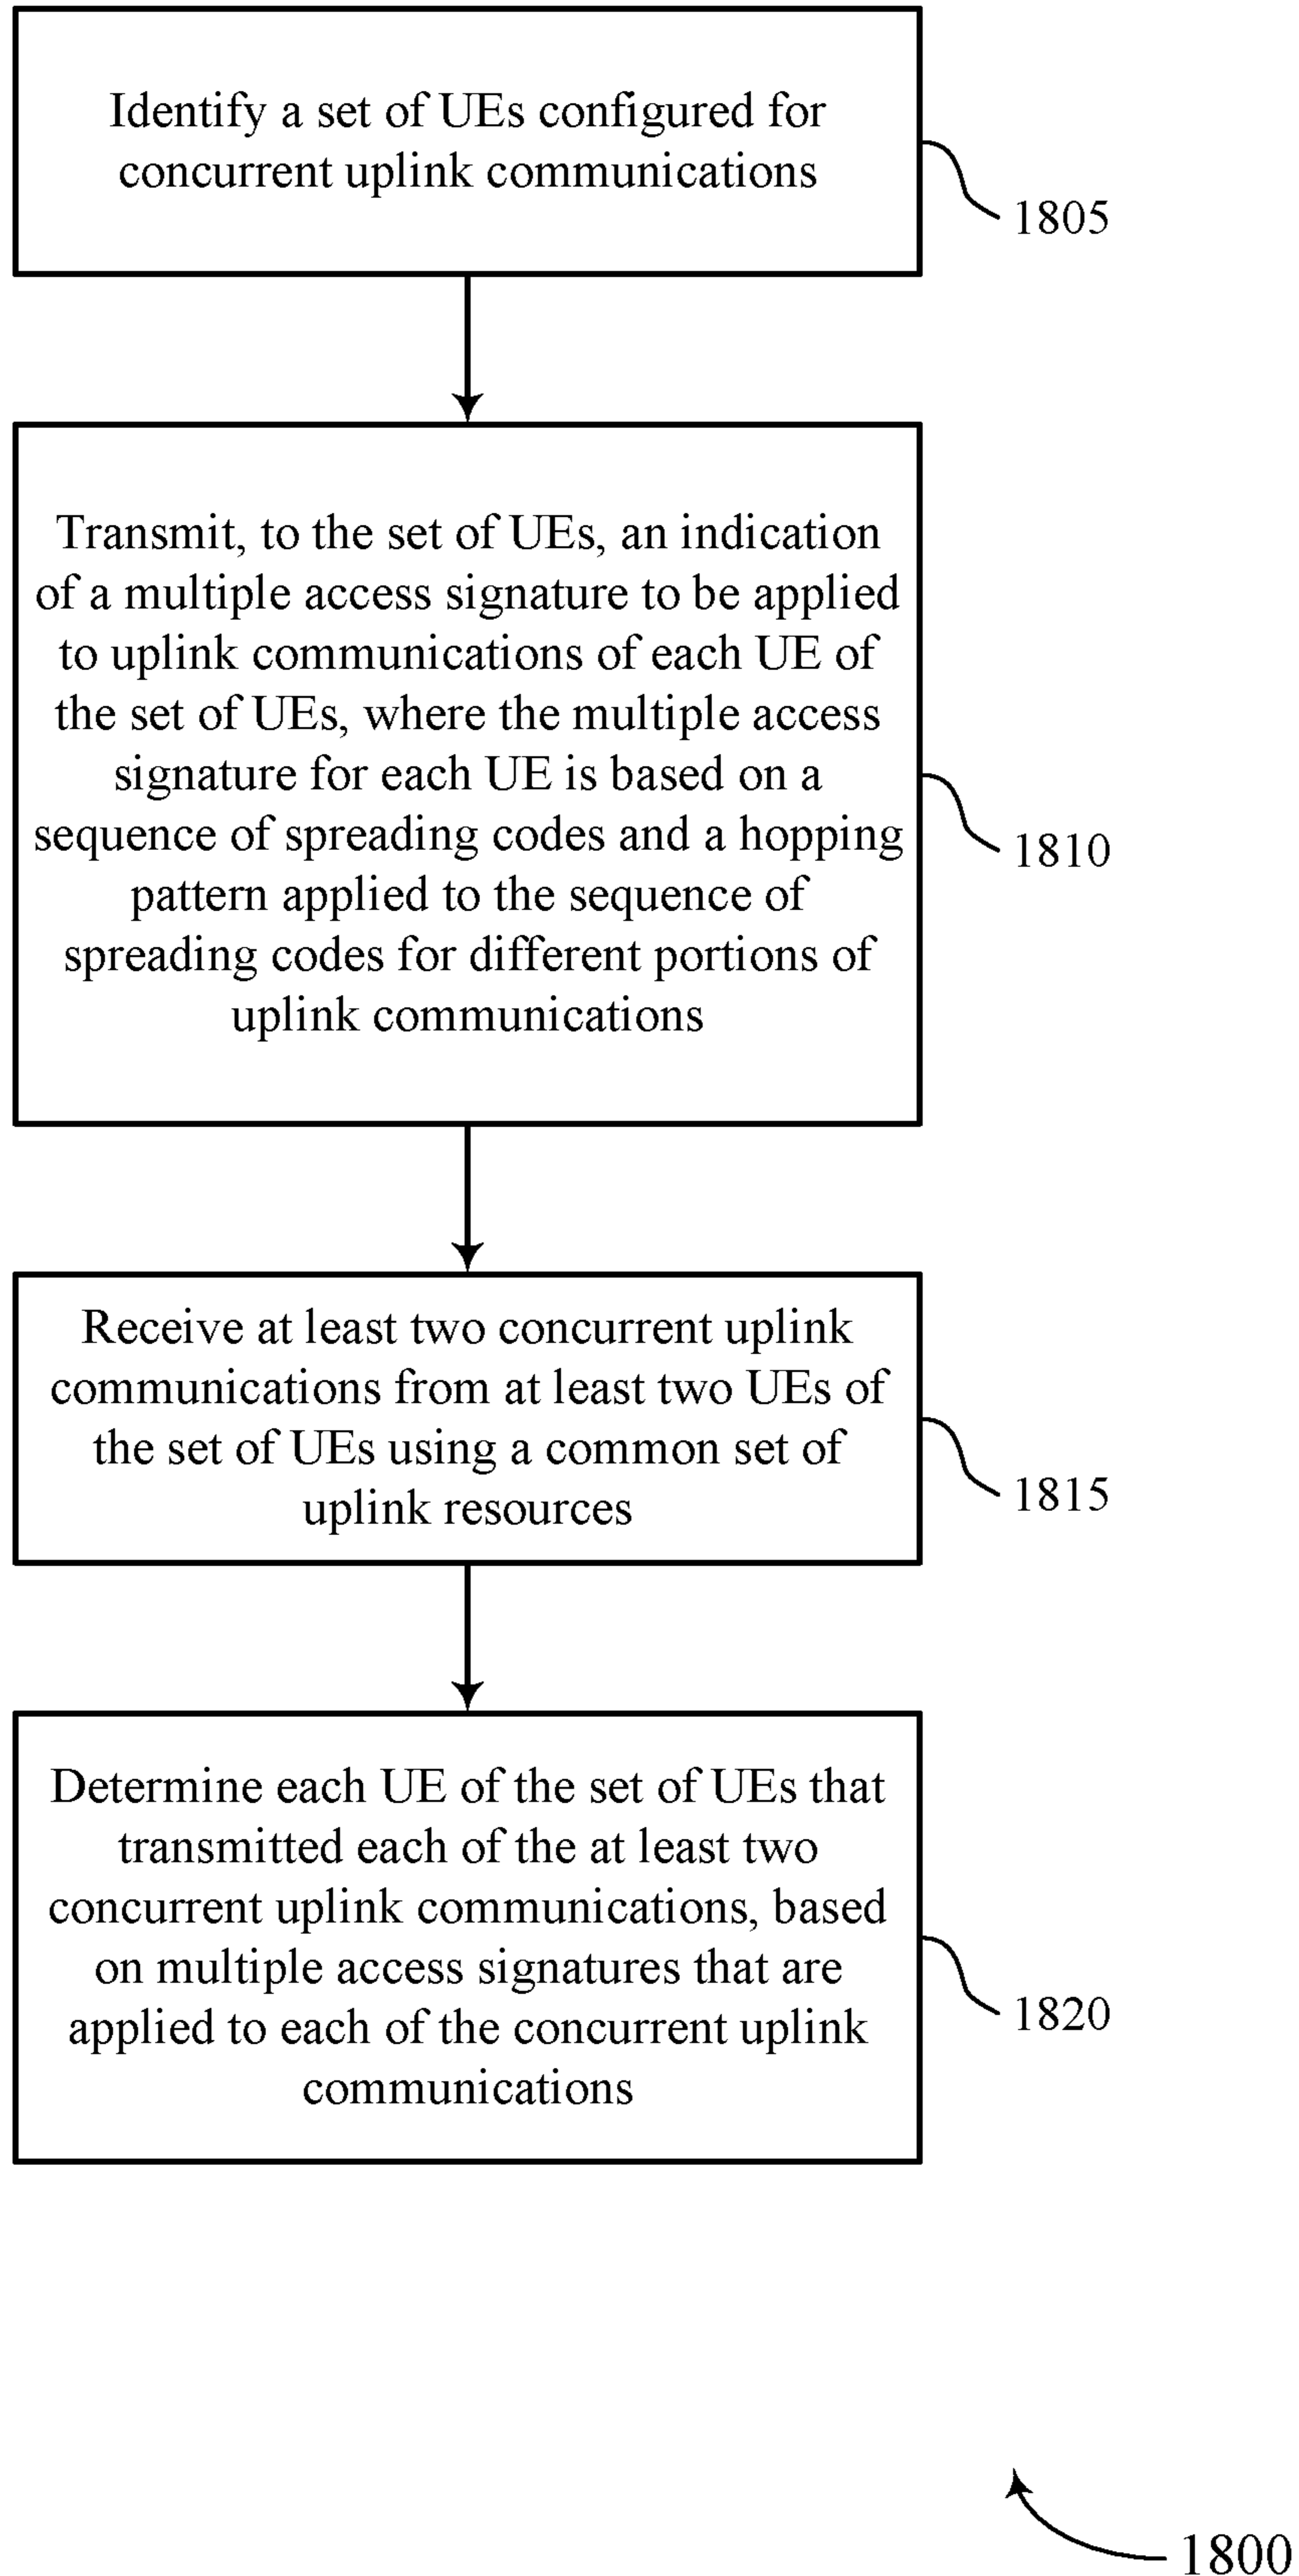 Identify a set of UEs configured for
concurrent uplink communications
1805
Transmit, to the set of UEs, an indication
of a multiple access signature to be applied
to uplink communications of each UE of
the set of UEs, where the multiple access
signature for each UE is based on a
sequence of spreading codes and a hopping
pattern applied to the sequence of
spreading codes for different portions of
uplink communications
1810
Receive at least two concurrent uplink
communications from at least two UEs of
the set of UEs using a common set of
uplink resources
1815
Determine each UE of the set of UEs that
transmitted each of the at least two
concurrent uplink communications, based
on multiple access signatures that are
applied to each of the concurrent uplink
communications
1820
1800